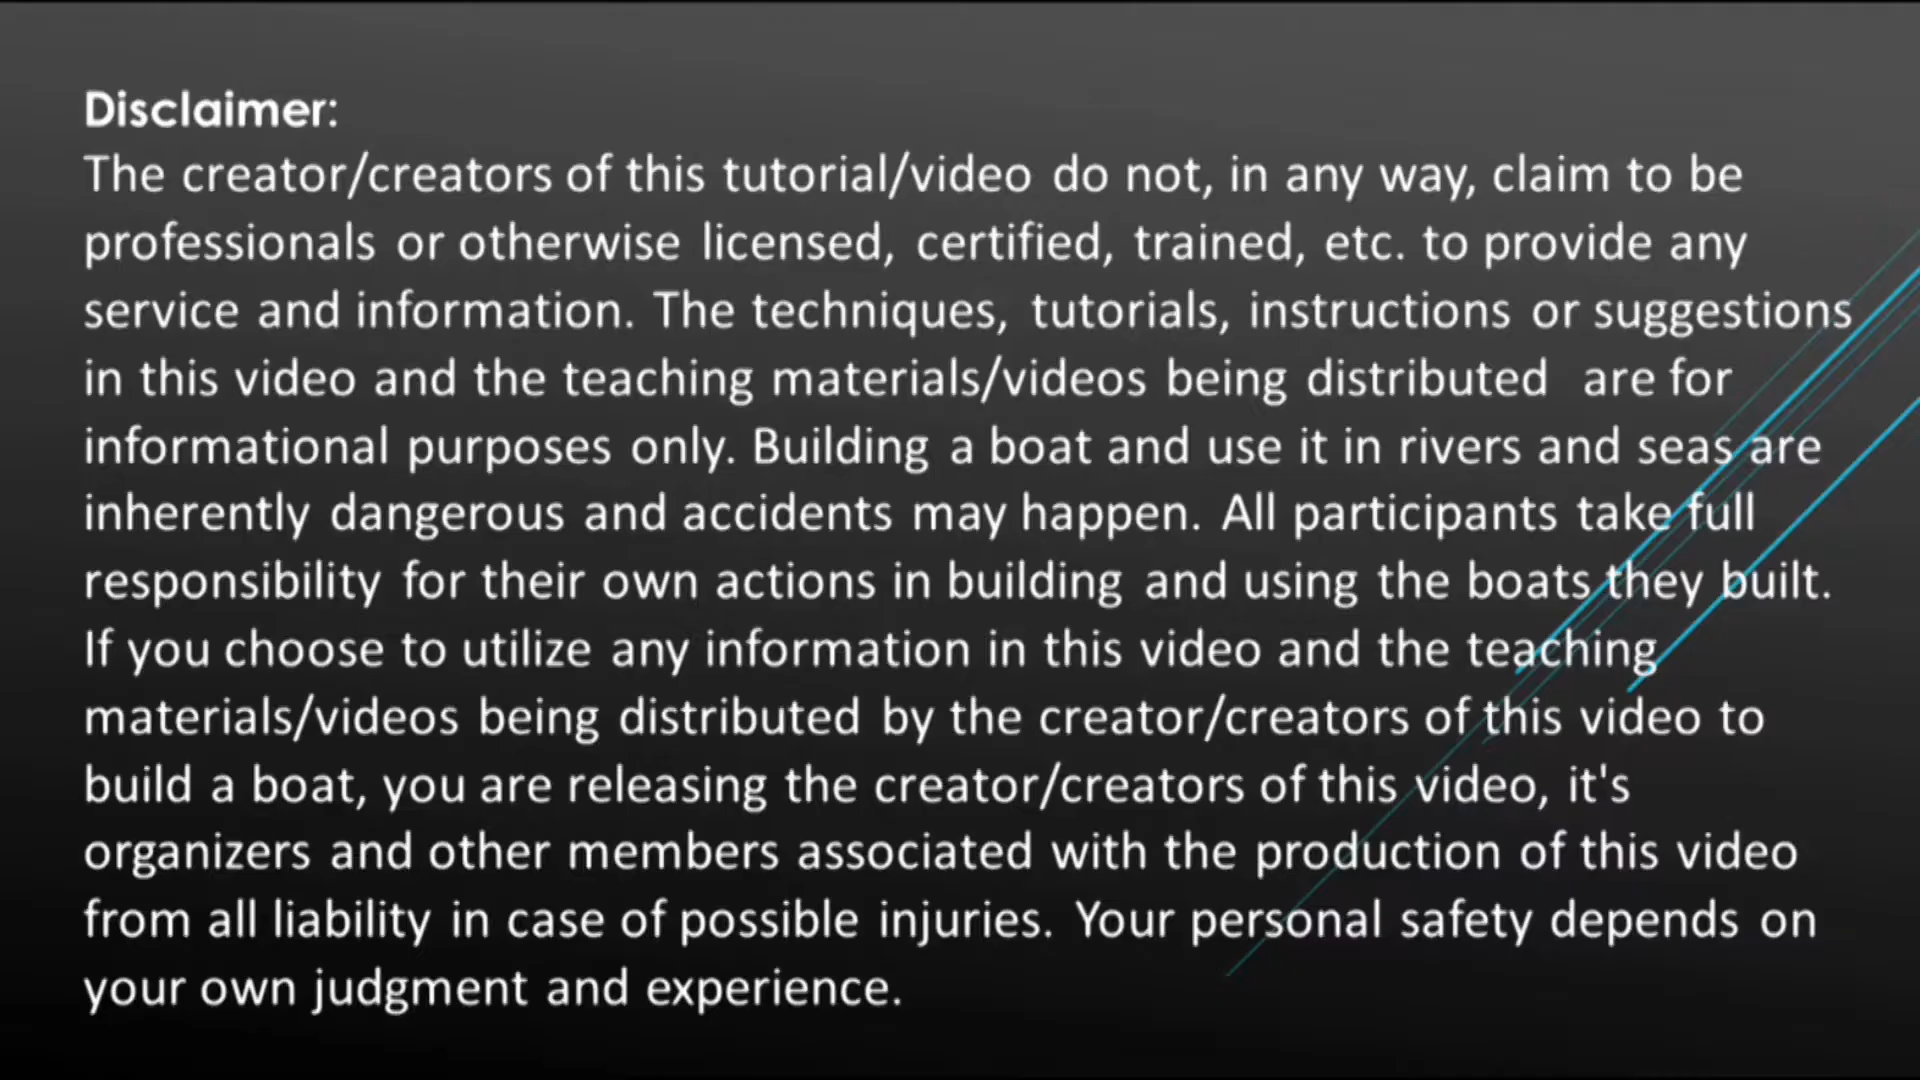 Disclaimer:
The creator/creators of this tutorial/video do not, in any way, claim to be
professionals or otherwise licensed, certified, trained, etc. to provide any
service and information. The techniques, tutorials, instructions or suggestions
in this video and the teaching materials/videos being distributed are for
informational purposes only. Building a boat and use it in rivers and seas are
inherently dangerous and accidents may happen. All participants take full
responsibility for their own actions in building and using the boats they built.
If you choose to utilize any information in this video and the teaching
materials/videos being distributed by the creator/creators of this video to
build a boat, you are releasing the creator/creators of this video, it's
organizers and other members associated with the production of this video
from all liability in case of possible injuries. Your personal safety depends on
your own judgment and experience.